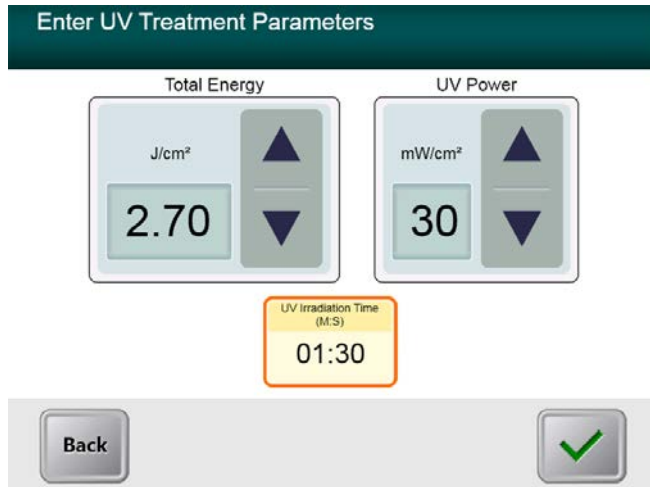 Enter UV Treatment Parameters
Total Energy
UV Power
J/cm²
mW/cm²
2.70
30
UV Irradiation Time
(M:S)
01:30
Back